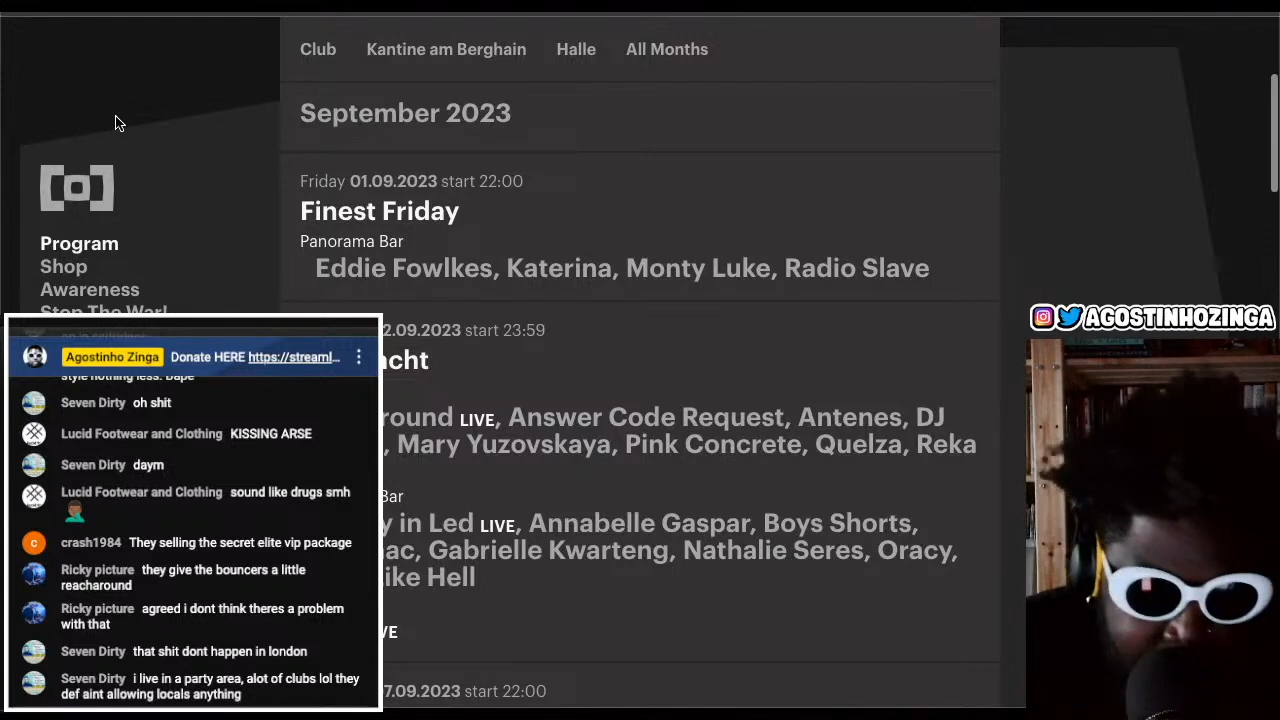 Club Kantine am Berghain Halle All Months
September 2023
Friday 01.09.2023 start 22:00
Finest Friday
Panorama Bar
Eddie Fowlkes, Katerina, Monty Luke, Radio Slave
2.09.2023 start 23:59
acht
round LIVE, Answer Code Request, Antenes, DJ
, Mary Yuzovskaya, Pink Concrete, Quelza, Reka
Bar
y in Led LIVE, Annabelle Gaspar, Boys Shorts,
ac, Gabrielle Kwarteng, Nathalie Seres, Oracy,
ike Hell
VE
7.09.2023 start 22:00
Program
Shop
Awareness
Stop The War!
Agostinho Zinga Donate HERE https://streaml...
style nothing less. Bape
Seven Dirty oh shit
Lucid Footwear and Clothing KISSING ARSE
Seven Dirty daym
Lucid Footwear and Clothing sound like drugs smh
crash1984 They selling the secret elite vip package
Ricky picture they give the bouncers a little
reacharound
Ricky picture agreed i dont think theres a problem
with that
Seven Dirty that shit dont happen in london
Seven Dirty i live in a party area, alot of clubs lol they
def aint allowing locals anything
AGOSTINHOZINGA